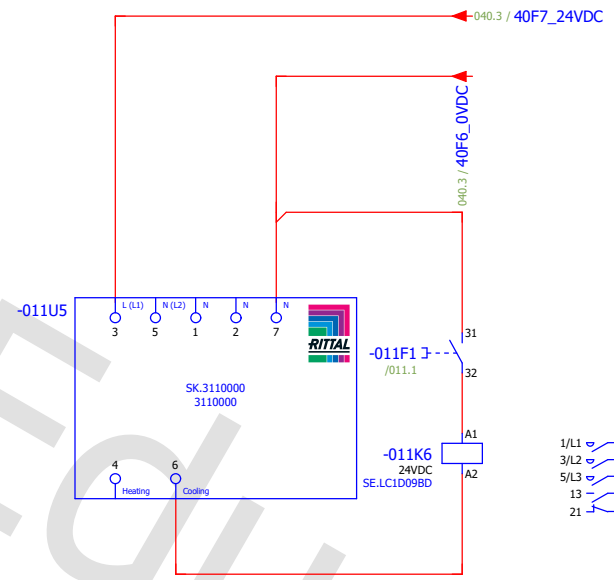 040.3 / 40F7_24VDC
040.3 / 40F6_0VDC
-011U5
L (L1) N (L2) N N N
3 5 1 2 7
RITTAL
SK.3110000
3110000
4 6
Heating Cooling
-011F1
/011.1
31
32
-011K6
24VDC
SE.LC1D09BD
A1
A2
1/L1
3/L2
5/L3
13
21
Edu